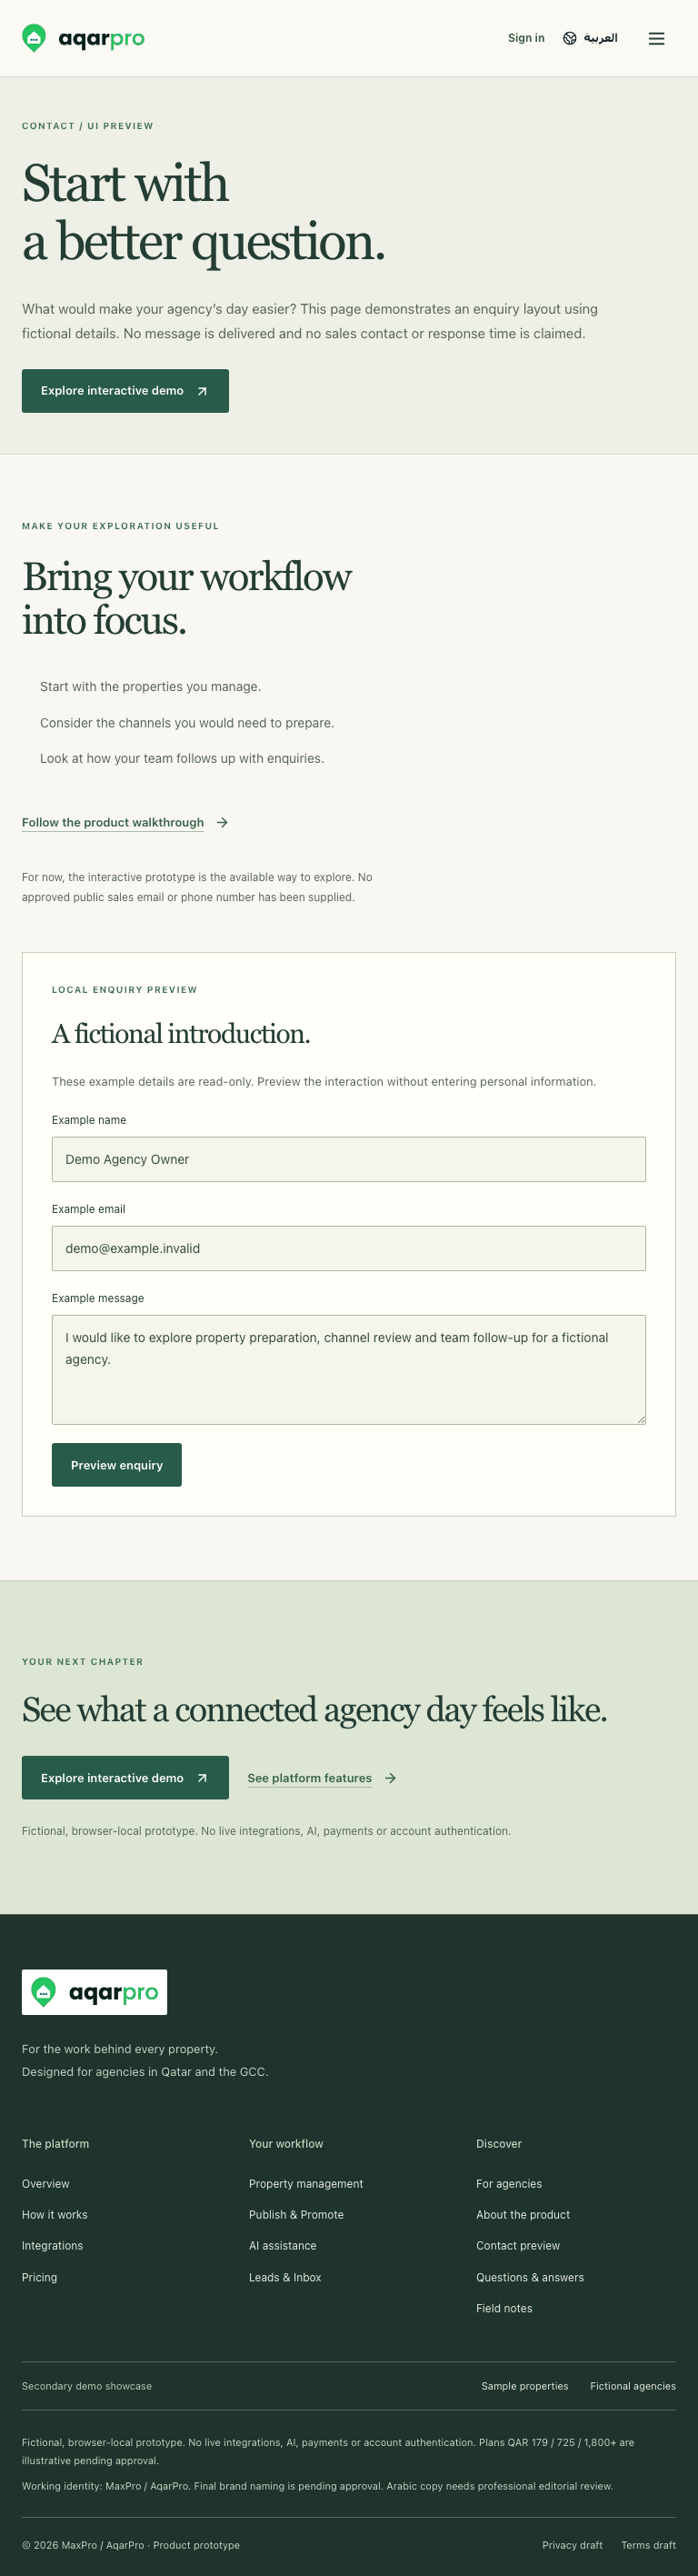 aqarpro
Sign in
العربية
CONTACT / UI PREVIEW
Start with
a better question.
What would make your agency’s day easier? This page demonstrates an enquiry layout using
fictional details. No message is delivered and no sales contact or response time is claimed.
Explore interactive demo
MAKE YOUR EXPLORATION USEFUL
Bring your workflow
into focus.
Start with the properties you manage.
Consider the channels you would need to prepare.
Look at how your team follows up with enquiries.
Follow the product walkthrough
For now, the interactive prototype is the available way to explore. No
approved public sales email or phone number has been supplied.
LOCAL ENQUIRY PREVIEW
A fictional introduction.
These example details are read-only. Preview the interaction without entering personal information.
Example name
Demo Agency Owner
Example email
demo@example.invalid
Example message
I would like to explore property preparation, channel review and team follow-up for a fictional
agency.
Preview enquiry
YOUR NEXT CHAPTER
See what a connected agency day feels like.
Explore interactive demo
See platform features
Fictional, browser-local prototype. No live integrations, AI, payments or account authentication.
aqarpro
For the work behind every property.
Designed for agencies in Qatar and the GCC.
The platform
Overview
How it works
Integrations
Pricing
Your workflow
Property management
Publish & Promote
AI assistance
Leads & Inbox
Discover
For agencies
About the product
Contact preview
Questions & answers
Field notes
Secondary demo showcase
Sample properties
Fictional agencies
Fictional, browser-local prototype. No live integrations, AI, payments or account authentication. Plans QAR 179 / 725 / 1,800+ are
illustrative pending approval.
Working identity: MaxPro / AqarPro. Final brand naming is pending approval. Arabic copy needs professional editorial review.
© 2026 MaxPro / AqarPro · Product prototype
Privacy draft
Terms draft